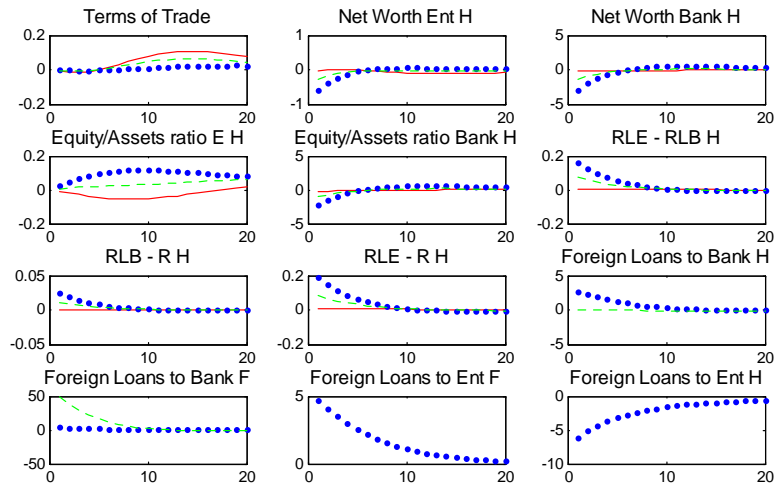 Terms of Trade Net Worth Ent H Net Worth Bank H
0.2 1 5
0 0 0
-0.2 -1 -5
0 10 20 0 10 20 0 10 20
Equity/Assets ratio E H Equity/Assets ratio Bank H RLE - RLB H
0.2 5 0.2
0 0 0
-0.2 -5 -0.2
0 10 20 0 10 20 0 10 20
RLB - R H RLE - R H Foreign Loans to Bank H
0.05 0.2 5
0 0 0
-0.05 -0.2 -5
0 10 20 0 10 20 0 10 20
Foreign Loans to Bank F Foreign Loans to Ent F Foreign Loans to Ent H
50 5 0
0 -5
-50 0 -10
0 10 20 0 10 20 0 10 20